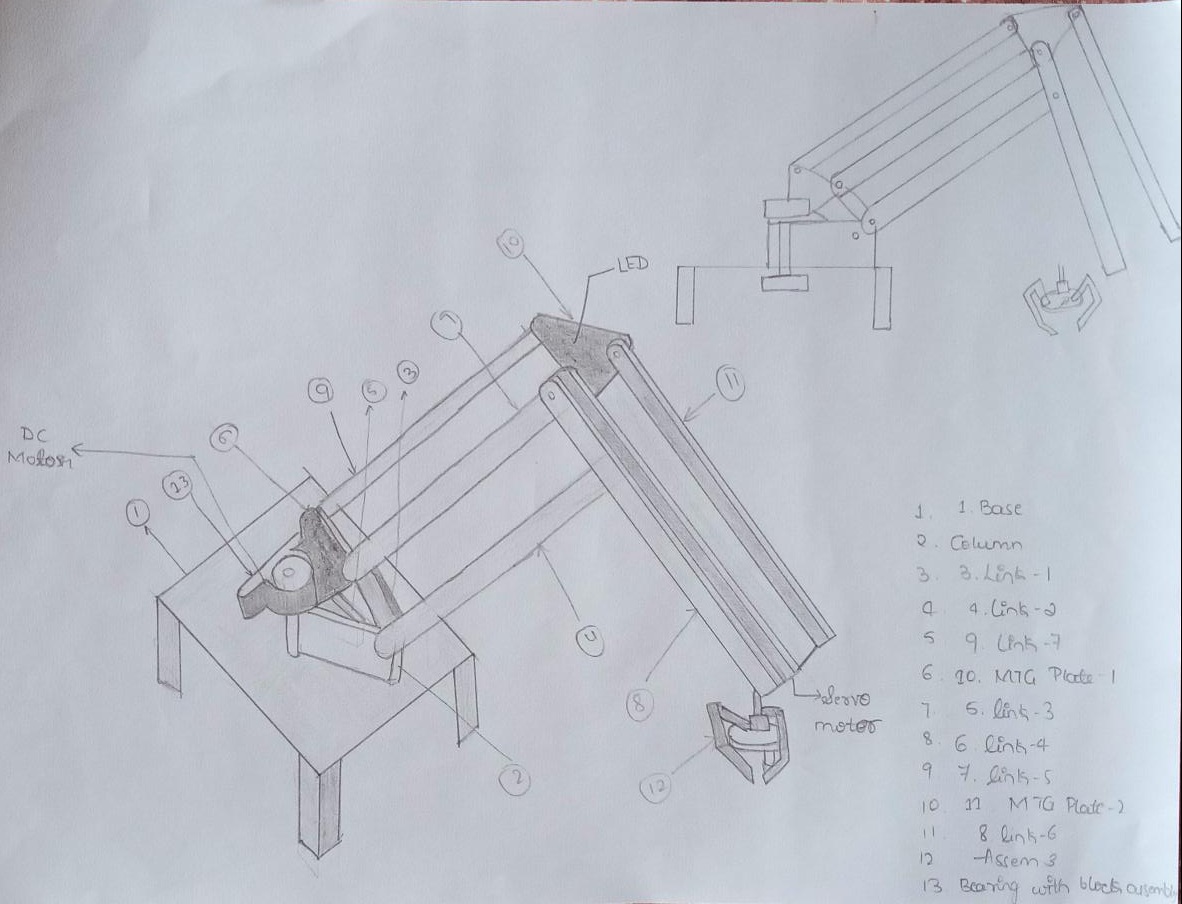 10
LED
7
9
5
3
11
6
DC
Motor
13
1
4
8
Servo
motor
12
2
1. 1. Base
2. Column
3. 3. Link-1
4 4. Link-2
5 9. Link-7
6 10. MTG Plate-1
7 5. link-3
8. 6 link-4
9 7. link-5
10. 11 MTG Plate-2
11 8 link-6
12 Assem 3
13 Bearing with block assembly